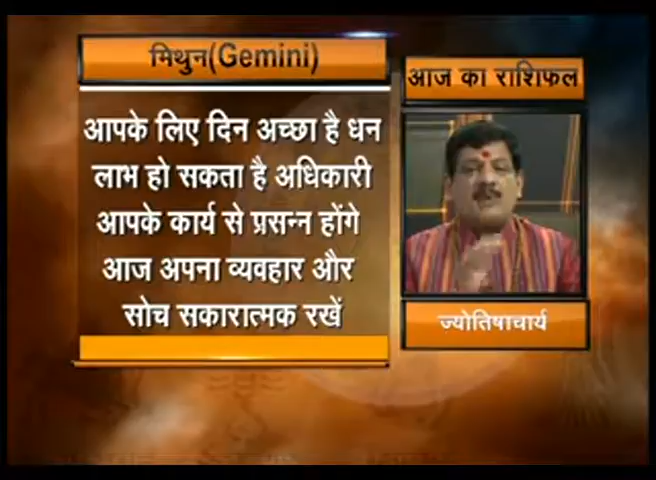 मिथुन(Gemini)
आज का राशिफल
आपके लिए दिन अच्छा है धन
लाभ हो सकता है अधिकारी
आपके कार्य से प्रसन्न होंगे
आज अपना व्यवहार और
सोच सकारात्मक रखें
ज्योतिषाचार्य